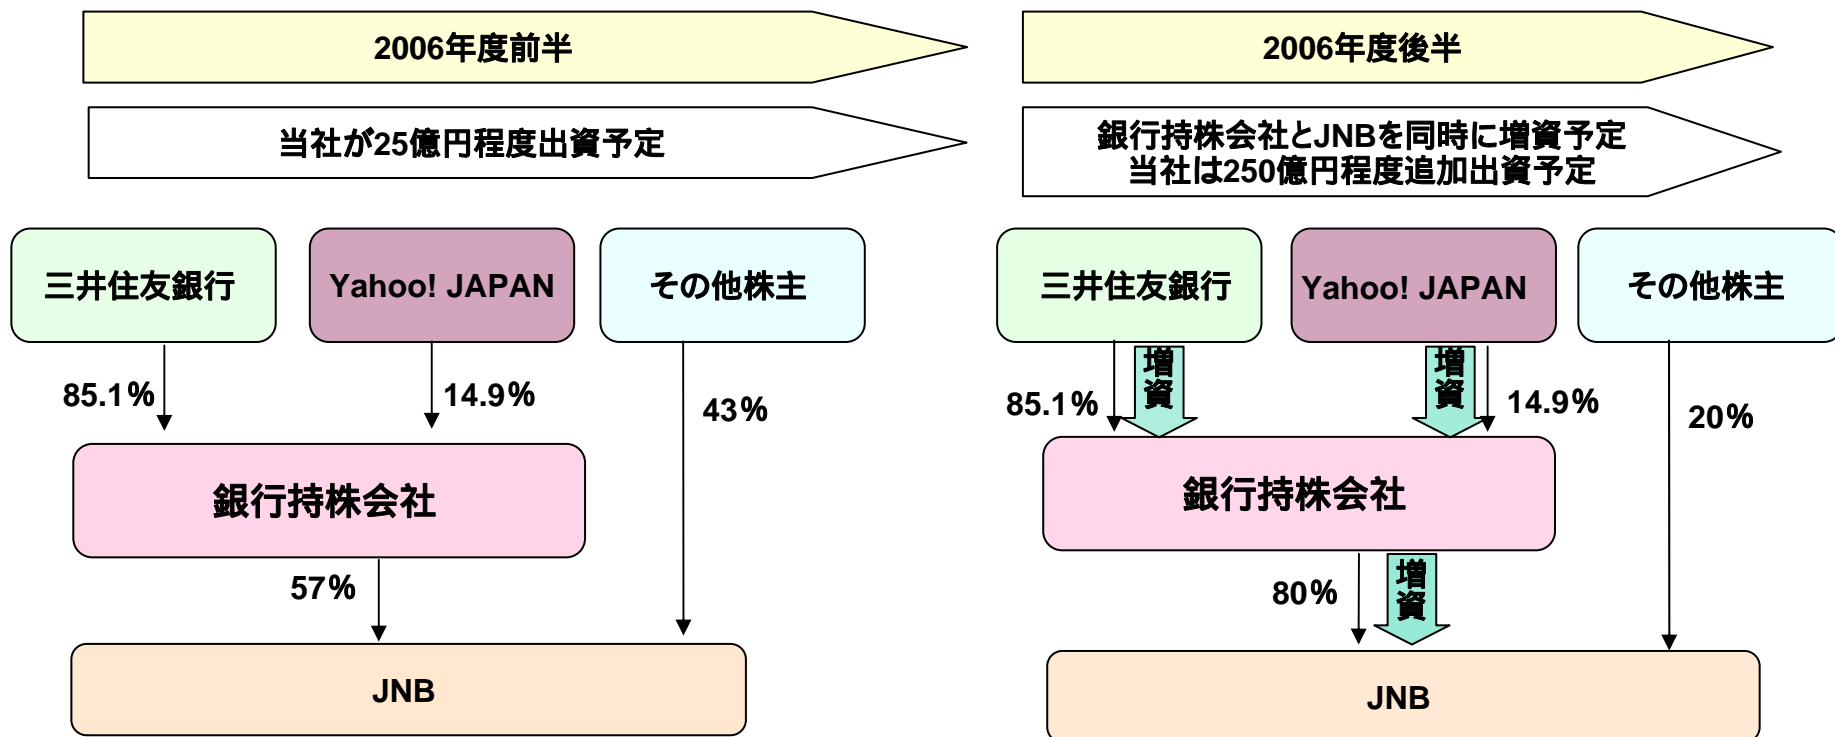 2006年度前半
当社が25億円程度出資予定
三井住友銀行
Yahoo! JAPAN
その他株主
85.1%
14.9%
43%
銀行持株会社
57%
JNB
2006年度後半
銀行持株会社とJNBを同時に増資予定
当社は250億円程度追加出資予定
三井住友銀行
Yahoo! JAPAN
その他株主
85.1%
増資
増資
14.9%
20%
銀行持株会社
80%
増資
JNB